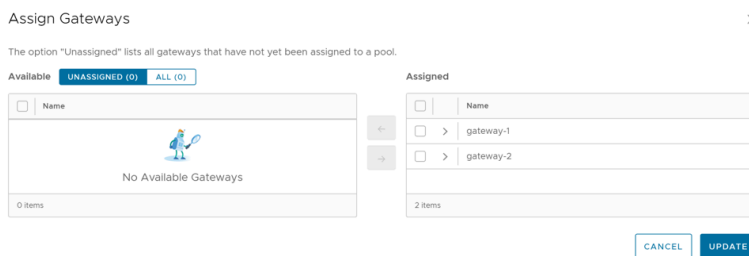 Assign Gateways
The option "Unassigned" lists all gateways that have not yet been assigned to a pool.
Available UNASSIGNED (0) ALL (0)
Name
No Available Gateways
0 items
Assigned
Name
gateway-1
gateway-2
2 items
CANCEL UPDATE